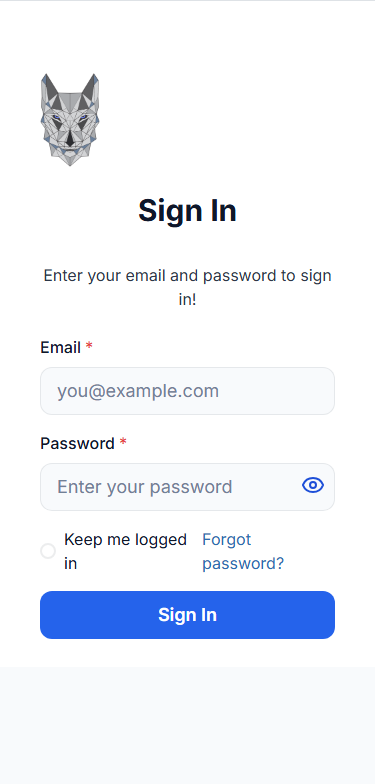 Sign In
Enter your email and password to sign
in!
Email *
you@example.com
Password *
Enter your password
Keep me logged
in
Forgot
password?
Sign In